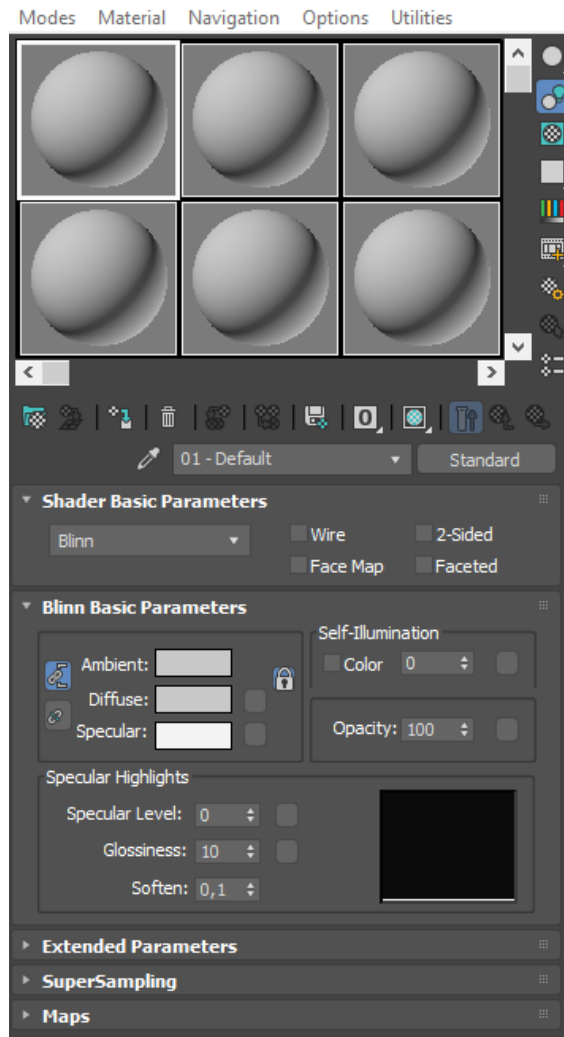 Modes Material Navigation Options Utilities
0
01 - Default Standard
Shader Basic Parameters
Blinn Wire 2-Sided
Face Map Faceted
Blinn Basic Parameters
Self-Illumination
Ambient: Color 0
Diffuse:
Specular: Opacity: 100
Specular Highlights
Specular Level: 0
Glossiness: 10
Soften: 0,1
Extended Parameters
SuperSampling
Maps